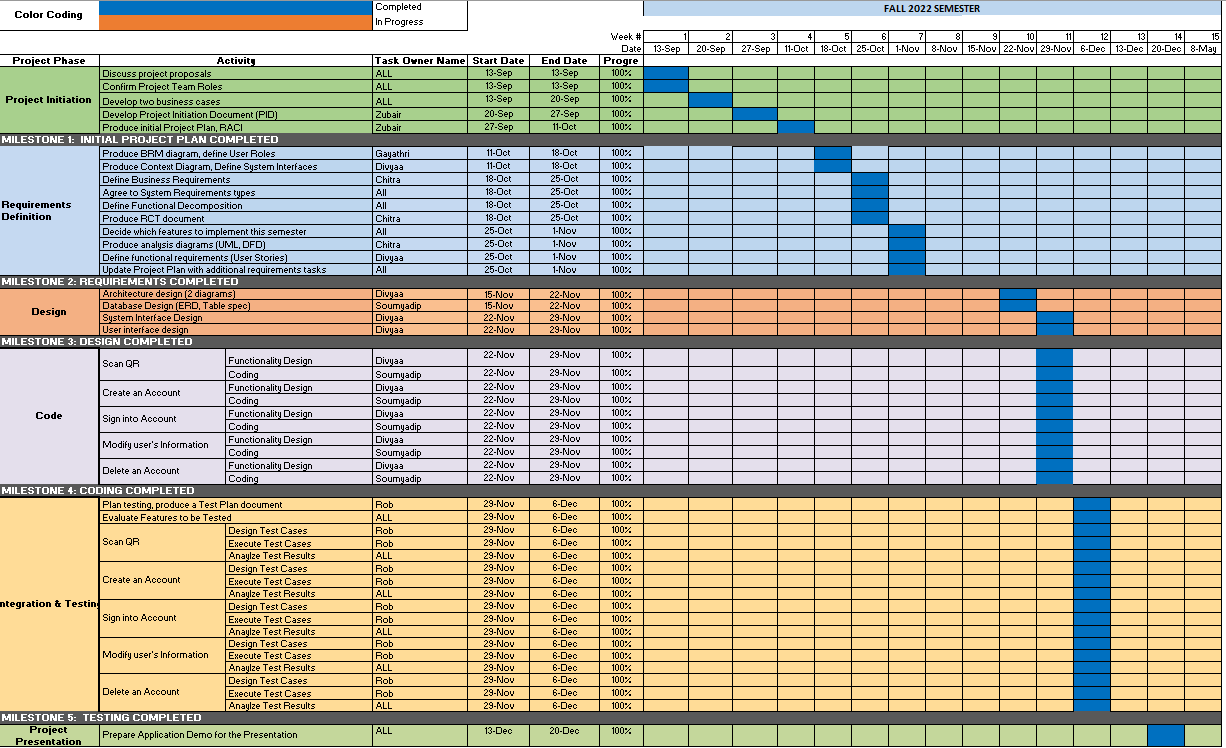 Color Coding
Completed
In Progress
FALL 2022 SEMESTER
Week # 1 2 3 4 5 6 7 8 9 10 11 12 13 14 15
Date 13-Sep 20-Sep 27-Sep 11-Oct 18-Oct 25-Oct 1-Nov 8-Nov 15-Nov 22-Nov 29-Nov 6-Dec 13-Dec 20-Dec 8-May
Project Phase Activity Task Owner Name Start Date End Date Progre
Project Initiation
Discuss project proposals ALL 13-Sep 13-Sep 100%
Confirm Project Team Roles ALL 13-Sep 13-Sep 100%
Develop two business cases ALL 13-Sep 20-Sep 100%
Develop Project Initiation Document (PID) Zubair 20-Sep 27-Sep 100%
Produce initial Project Plan, RACI Zubair 27-Sep 11-Oct 100%
MILESTONE 1: INITIAL PROJECT PLAN COMPLETED
Requirements
Definition
Produce BRM diagram, define User Roles Gayathri 11-Oct 18-Oct 100%
Produce Context Diagram, Define System Interfaces Divyaa 11-Oct 18-Oct 100%
Define Business Requirements Chitra 18-Oct 25-Oct 100%
Agree to System Requirements types All 18-Oct 25-Oct 100%
Define Functional Decomposition All 18-Oct 25-Oct 100%
Produce RCT document Chitra 18-Oct 25-Oct 100%
Decide which features to implement this semester All 25-Oct 1-Nov 100%
Produce analysis diagrams (UML, DFD) Chitra 25-Oct 1-Nov 100%
Define functional requirements (User Stories) Divyaa 25-Oct 1-Nov 100%
Update Project Plan with additional requirements tasks All 25-Oct 1-Nov 100%
MILESTONE 2: REQUIREMENTS COMPLETED
Design
Architecture design (2 diagrams) Divyaa 15-Nov 22-Nov 100%
Database Design (ERD, Table spec) Soumyadip 15-Nov 22-Nov 100%
System Interface Design Divyaa 22-Nov 29-Nov 100%
User interface design Divyaa 22-Nov 29-Nov 100%
MILESTONE 3: DESIGN COMPLETED
Code
Scan QR
Functionality Design Divyaa 22-Nov 29-Nov 100%
Coding Soumyadip 22-Nov 29-Nov 100%
Create an Account
Functionality Design Divyaa 22-Nov 29-Nov 100%
Coding Soumyadip 22-Nov 29-Nov 100%
Sign into Account
Functionality Design Divyaa 22-Nov 29-Nov 100%
Coding Soumyadip 22-Nov 29-Nov 100%
Modify user's Information
Functionality Design Divyaa 22-Nov 29-Nov 100%
Coding Soumyadip 22-Nov 29-Nov 100%
Delete an Account
Functionality Design Divyaa 22-Nov 29-Nov 100%
Coding Soumyadip 22-Nov 29-Nov 100%
MILESTONE 4: CODING COMPLETED
ntegration & Testing
Plan testing, produce a Test Plan document Rob 29-Nov 6-Dec 100%
Evaluate Features to be Tested ALL 29-Nov 6-Dec 100%
Scan QR
Design Test Cases Rob 29-Nov 6-Dec 100%
Execute Test Cases Rob 29-Nov 6-Dec 100%
Anaylze Test Results ALL 29-Nov 6-Dec 100%
Create an Account
Design Test Cases Rob 29-Nov 6-Dec 100%
Execute Test Cases Rob 29-Nov 6-Dec 100%
Anaylze Test Results ALL 29-Nov 6-Dec 100%
Sign into Account
Design Test Cases Rob 29-Nov 6-Dec 100%
Execute Test Cases Rob 29-Nov 6-Dec 100%
Anaylze Test Results ALL 29-Nov 6-Dec 100%
Modify user's Information
Design Test Cases Rob 29-Nov 6-Dec 100%
Execute Test Cases Rob 29-Nov 6-Dec 100%
Anaylze Test Results ALL 29-Nov 6-Dec 100%
Delete an Account
Design Test Cases Rob 29-Nov 6-Dec 100%
Execute Test Cases Rob 29-Nov 6-Dec 100%
Anaylze Test Results ALL 29-Nov 6-Dec 100%
MILESTONE 5: TESTING COMPLETED
Project
Presentation
Prepare Application Demo for the Presentation ALL 13-Dec 20-Dec 100%